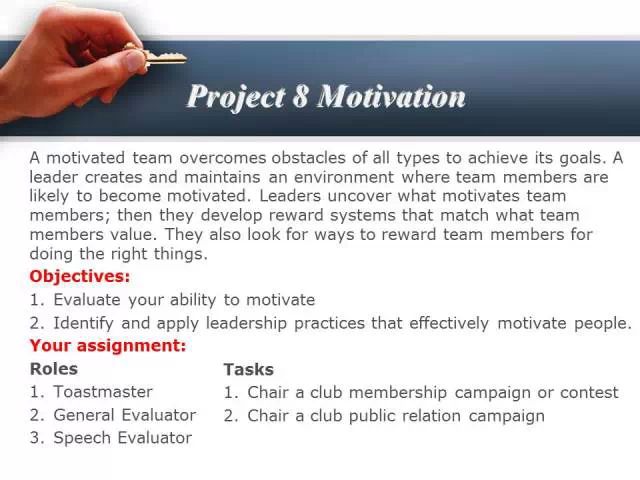 Project 8 Motivation
A motivated team overcomes obstacles of all types to achieve its goals. A
leader creates and maintains an environment where team members are
likely to become motivated. Leaders uncover what motivates team
members; then they develop reward systems that match what team
members value. They also look for ways to reward team members for
doing the right things.
Objectives:
1. Evaluate your ability to motivate
2. Identify and apply leadership practices that effectively motivate people.
Your assignment:
Roles
1. Toastmaster
2. General Evaluator
3. Speech Evaluator
Tasks
1. Chair a club membership campaign or contest
2. Chair a club public relation campaign